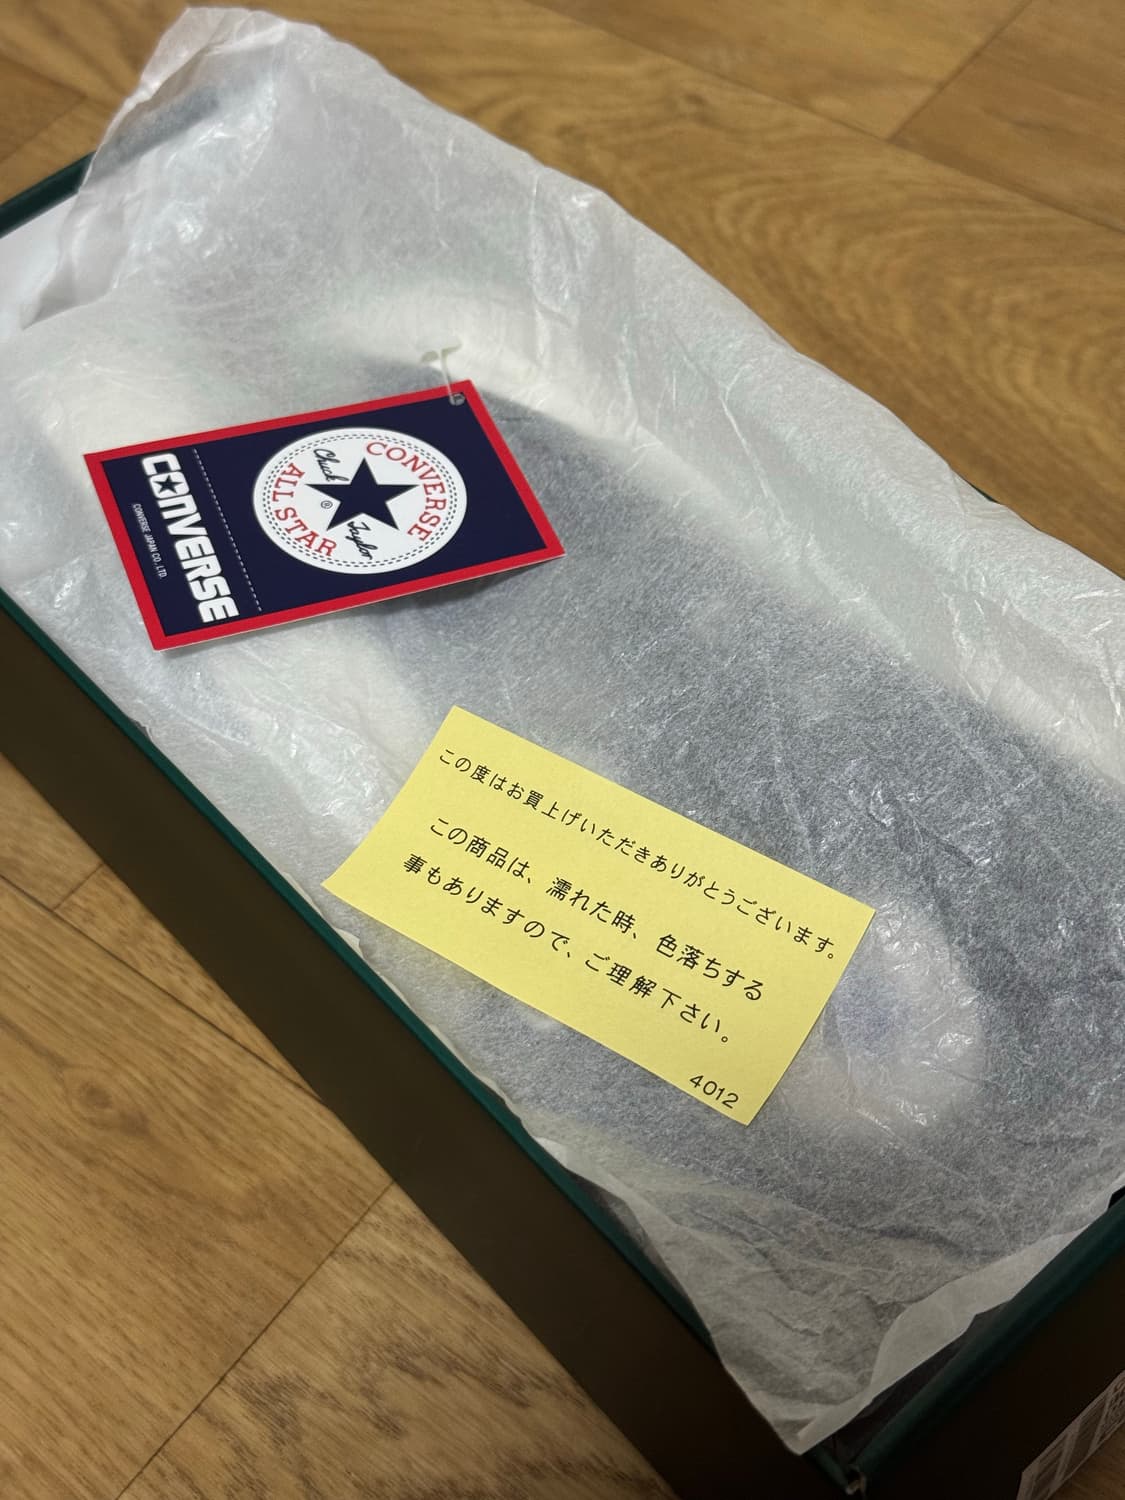 CONVERSE
ALL STAR
Chuck Taylor
®
CONVERSE
CONVERSE JAPAN CO., LTD.
この度はお買上げいただきありがとうございます。
この商品は、濡れた時、色落ちする
事もありますので、ご理解下さい。
4012